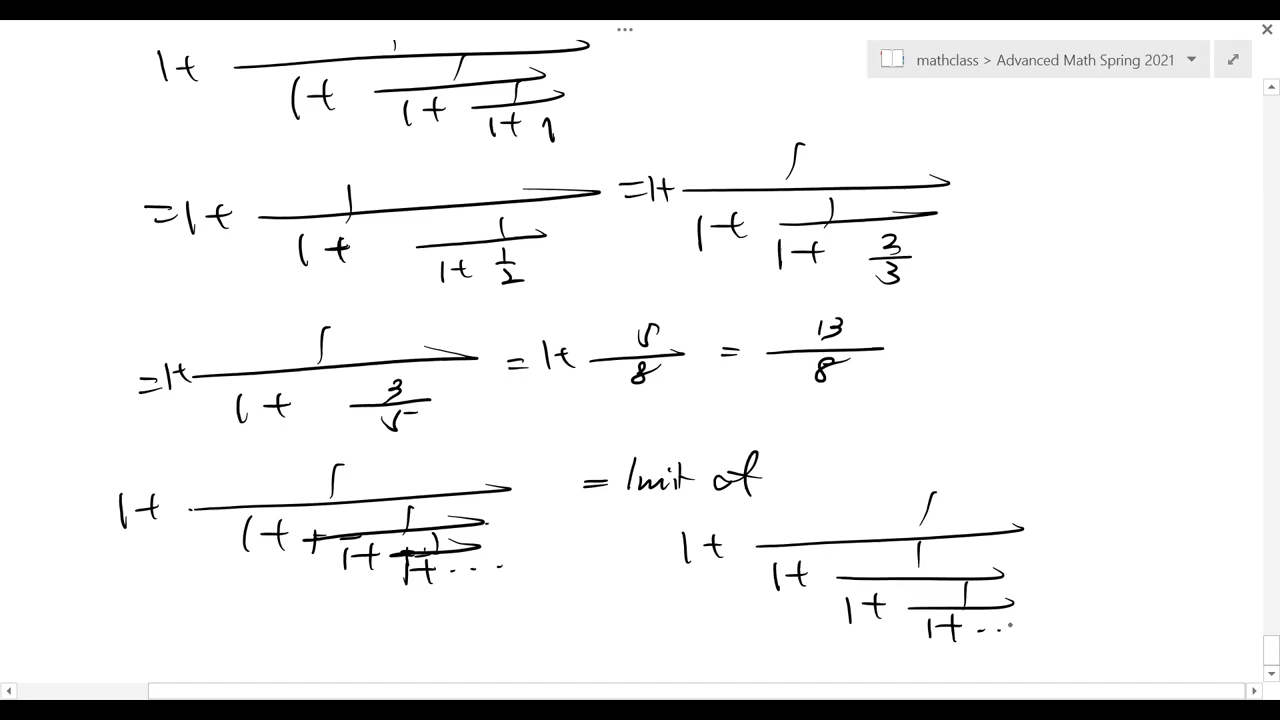 mathclass > Advanced Math Spring 2021
1+ 1/(1+ 1/(1+ 1/(1+ 1)))
=1+ 1/(1+ 1/(1+ 1/2)) =1+ 1/(1+ 1/(1+ 2/3))
=1+ 1/(1+ 3/5) =1+ 5/8 = 13/8
1+ 1/(1+ 1/(1+ 1/(1+ ...))) = limit of
1+ 1/(1+ 1/(1+ 1/(1+ ...)))